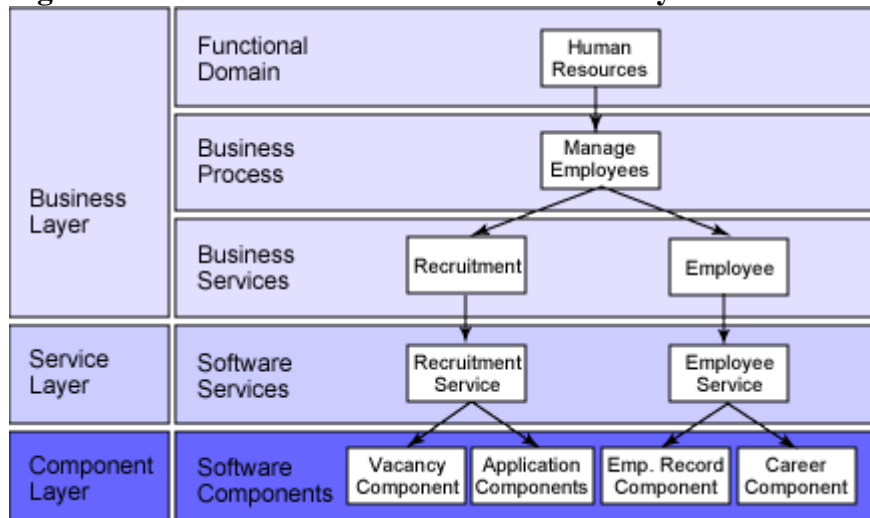 Functional
Domain
Human
Resources
Business
Layer
Business
Process
Manage
Employees
Business
Services
Recruitment
Employee
Service
Layer
Software
Services
Recruitment
Service
Employee
Service
Component
Layer
Software
Components
Vacancy
Component
Application
Components
Emp. Record
Component
Career
Component